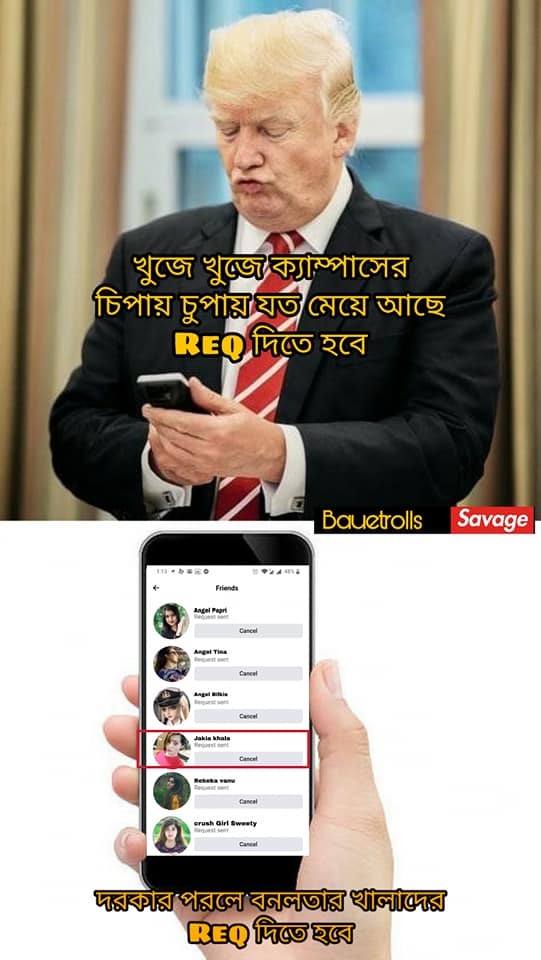 খুজে খুজে ক্যাম্পাসের
চিপায় চুপায় যত মেয়ে আছে
REQ দিতে হবে
Bauetrolls
Savage
1:13
48%
Friends
Angel Papri
Request sent
Cancel
Angel Tina
Request sent
Cancel
Angel Bilkis
Request sent
Cancel
Jakia khala
Request sent
Cancel
Rebeka vanu
Request sent
Cancel
crush Girl Sweety
Request sent
Cancel
দরকার পরলে বনলতার খালাদের
REQ দিতে হবে